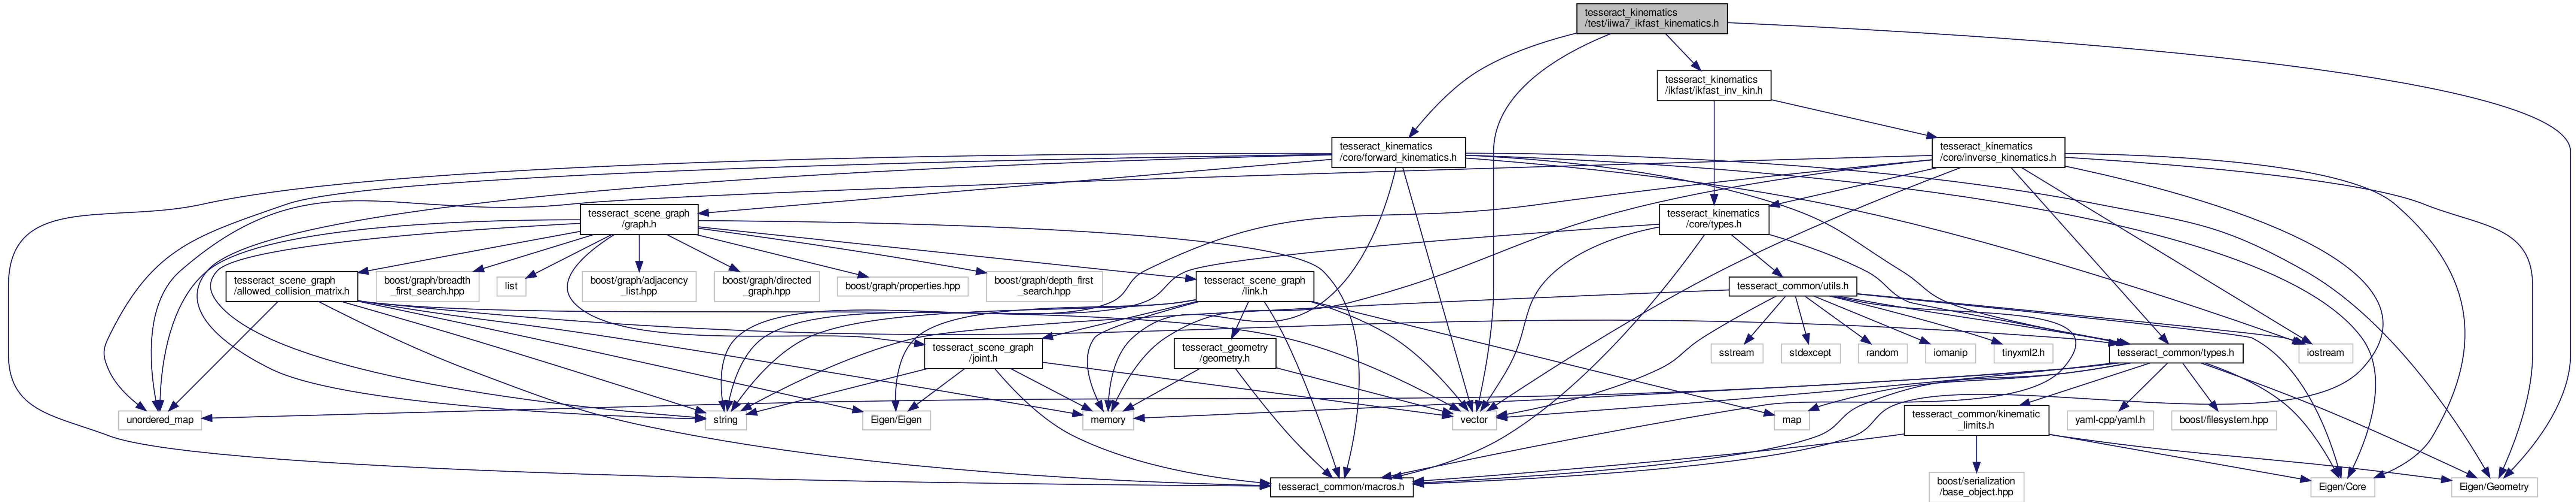 tesseract_kinematics
/test/iiwa7_ikfast_kinematics.h
tesseract_kinematics
/ikfast/ikfast_inv_kin.h
tesseract_kinematics
/core/forward_kinematics.h
tesseract_kinematics
/core/inverse_kinematics.h
tesseract_scene_graph
/graph.h
tesseract_kinematics
/core/types.h
tesseract_scene_graph
/allowed_collision_matrix.h
boost/graph/breadth
_first_search.hpp
list
boost/graph/adjacency
_list.hpp
boost/graph/directed
_graph.hpp
boost/graph/properties.hpp
boost/graph/depth_first
_search.hpp
tesseract_scene_graph
/link.h
tesseract_common/utils.h
tesseract_scene_graph
/joint.h
tesseract_geometry
/geometry.h
sstream
stdexcept
random
iomanip
tinyxml2.h
tesseract_common/types.h
iostream
unordered_map
string
Eigen/Eigen
memory
vector
map
tesseract_common/kinematic
_limits.h
yaml-cpp/yaml.h
boost/filesystem.hpp
tesseract_common/macros.h
boost/serialization
/base_object.hpp
Eigen/Core
Eigen/Geometry